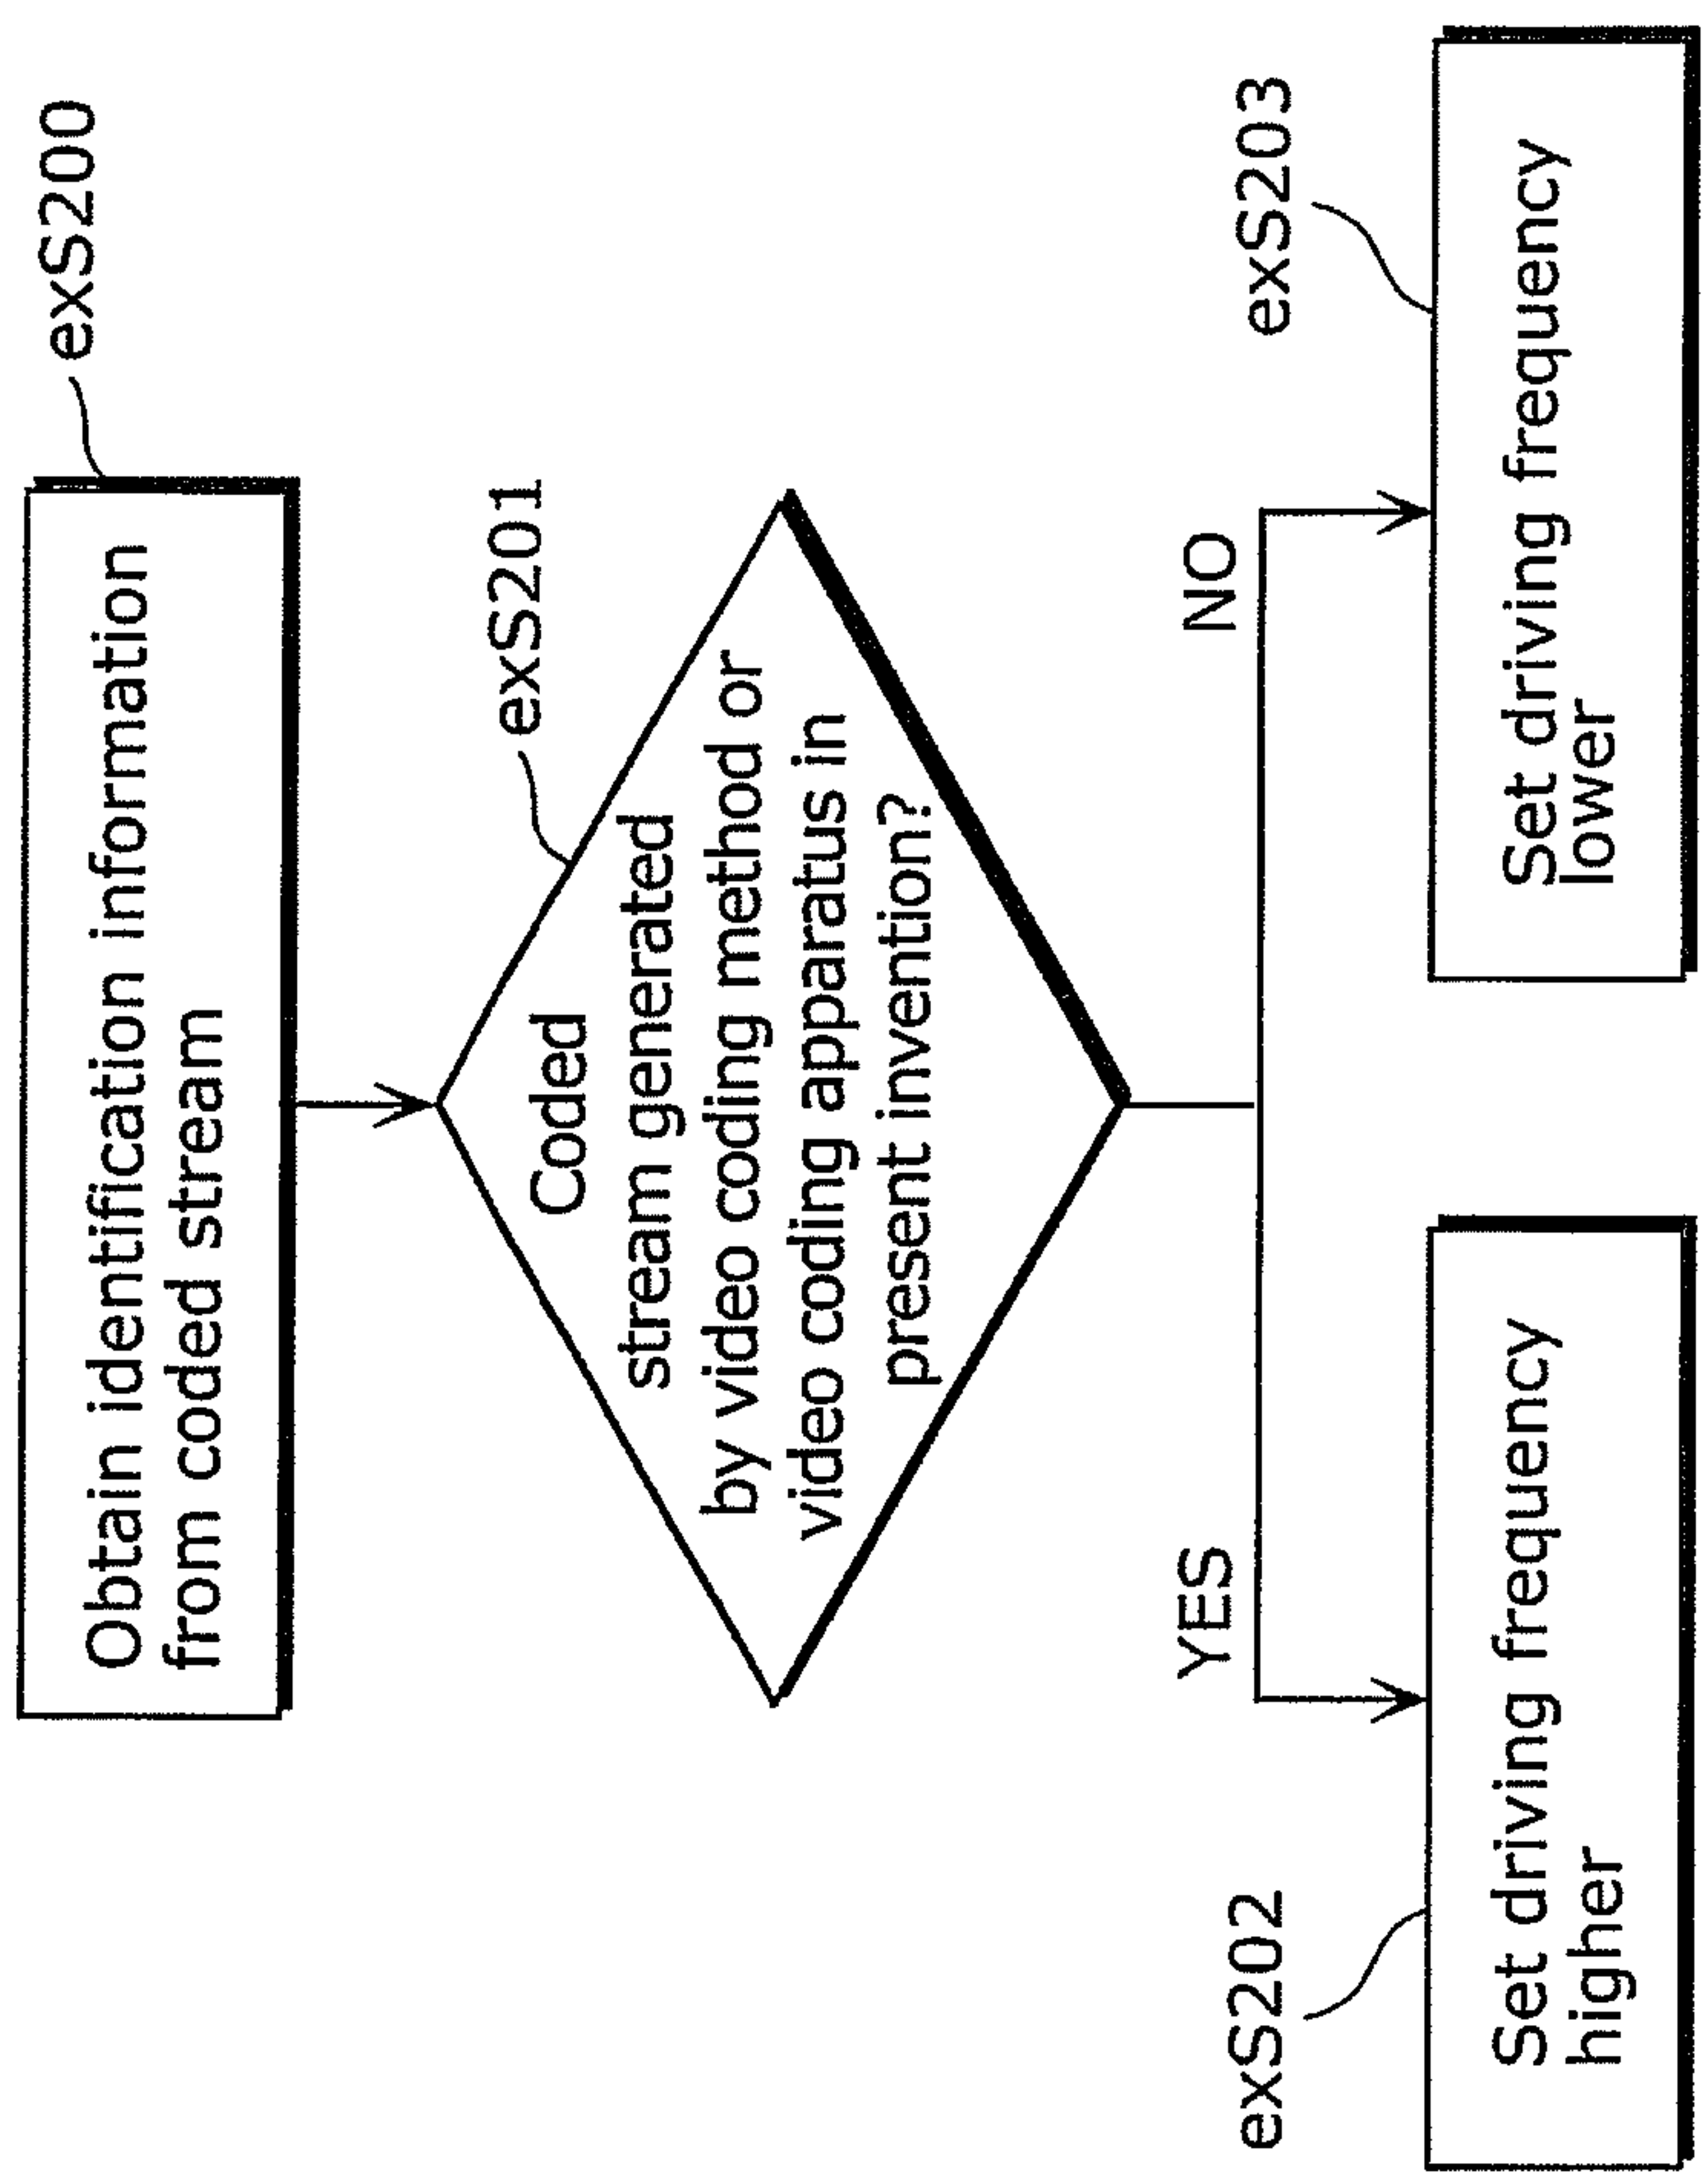 exS200
Obtain identification information
from coded stream
exS201
Coded
stream generated
by video coding method or
video coding apparatus in
present invention?
YES
NO
exS202
exS203
Set driving frequency
higher
Set driving frequency
lower